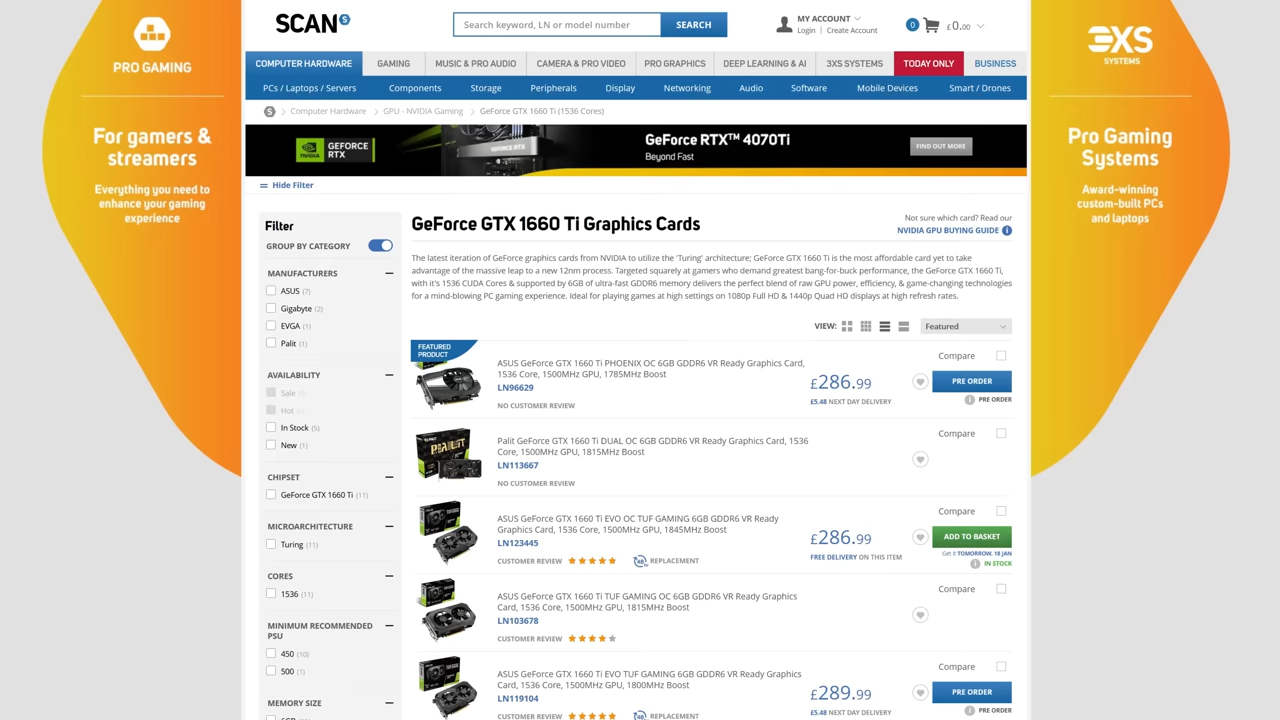 PRO GAMING
For gamers &
streamers
Everything you need to
enhance your gaming
experience
SCAN S
Search keyword, LN or model number
SEARCH
MY ACCOUNT
Login | Create Account
0
£0.00
COMPUTER HARDWARE
GAMING
MUSIC & PRO AUDIO
CAMERA & PRO VIDEO
PRO GRAPHICS
DEEP LEARNING & AI
3XS SYSTEMS
TODAY ONLY
BUSINESS
PCs / Laptops / Servers
Components
Storage
Peripherals
Display
Networking
Audio
Software
Mobile Devices
Smart / Drones
S > Computer Hardware > GPU - NVIDIA Gaming > GeForce GTX 1660 Ti (1536 Cores)
NVIDIA
GEFORCE
RTX
GEFORCE RTX
GeForce RTX™ 4070Ti
Beyond Fast
FIND OUT MORE
3XS
SYSTEMS
Pro Gaming
Systems
Award-winning
custom-built PCs
and laptops
Hide Filter
Filter
GROUP BY CATEGORY
MANUFACTURERS
ASUS (7)
Gigabyte (2)
EVGA (1)
Palit (1)
AVAILABILITY
Sale
Hot
In Stock (5)
New (1)
CHIPSET
GeForce GTX 1660 Ti (11)
MICROARCHITECTURE
Turing (11)
CORES
1536 (11)
MINIMUM RECOMMENDED
PSU
450 (10)
500 (1)
MEMORY SIZE
GeForce GTX 1660 Ti Graphics Cards
Not sure which card? Read our
NVIDIA GPU BUYING GUIDE i
The latest iteration of GeForce graphics cards from NVIDIA to utilize the 'Turing' architecture; GeForce GTX 1660 Ti is the most affordable card yet to take
advantage of the massive leap to a new 12nm process. Targeted squarely at gamers who demand greatest bang-for-buck performance, the GeForce GTX 1660 Ti,
with it's 1536 CUDA Cores & supported by 6GB of ultra-fast GDDR6 memory delivers the perfect blend of raw GPU power, efficiency, & game-changing technologies
for a mind-blowing PC gaming experience. Ideal for playing games at high settings on 1080p Full HD & 1440p Quad HD displays at high refresh rates.
VIEW:
Featured
FEATURED
PRODUCT
ASUS GeForce GTX 1660 Ti PHOENIX OC 6GB GDDR6 VR Ready Graphics Card,
1536 Core, 1500MHz GPU, 1785MHz Boost
LN96629
NO CUSTOMER REVIEW
£286.99
£5.48 NEXT DAY DELIVERY
Compare
PRE ORDER
i PRE ORDER
PALIT
Palit GeForce GTX 1660 Ti DUAL OC 6GB GDDR6 VR Ready Graphics Card, 1536
Core, 1500MHz GPU, 1815MHz Boost
LN113667
NO CUSTOMER REVIEW
Compare
ASUS GeForce GTX 1660 Ti EVO OC TUF GAMING 6GB GDDR6 VR Ready
Graphics Card, 1536 Core, 1500MHz GPU, 1845MHz Boost
LN123445
CUSTOMER REVIEW
48 REPLACEMENT
£286.99
FREE DELIVERY ON THIS ITEM
Compare
ADD TO BASKET
Get it TOMORROW, 18 JAN
i IN STOCK
ASUS GeForce GTX 1660 Ti TUF GAMING OC 6GB GDDR6 VR Ready Graphics
Card, 1536 Core, 1500MHz GPU, 1815MHz Boost
LN103678
CUSTOMER REVIEW
Compare
ASUS GeForce GTX 1660 Ti EVO TUF GAMING 6GB GDDR6 VR Ready Graphics
Card, 1536 Core, 1500MHz GPU, 1800MHz Boost
LN119104
CUSTOMER REVIEW
48 REPLACEMENT
£289.99
£5.48 NEXT DAY DELIVERY
Compare
PRE ORDER
i PRE ORDER